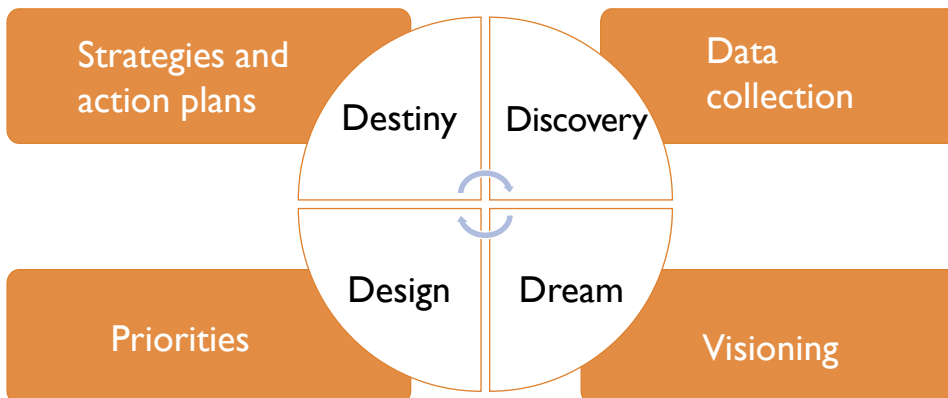 Strategies and
action plans
Data
collection
Destiny
Discovery
Design
Dream
Priorities
Visioning